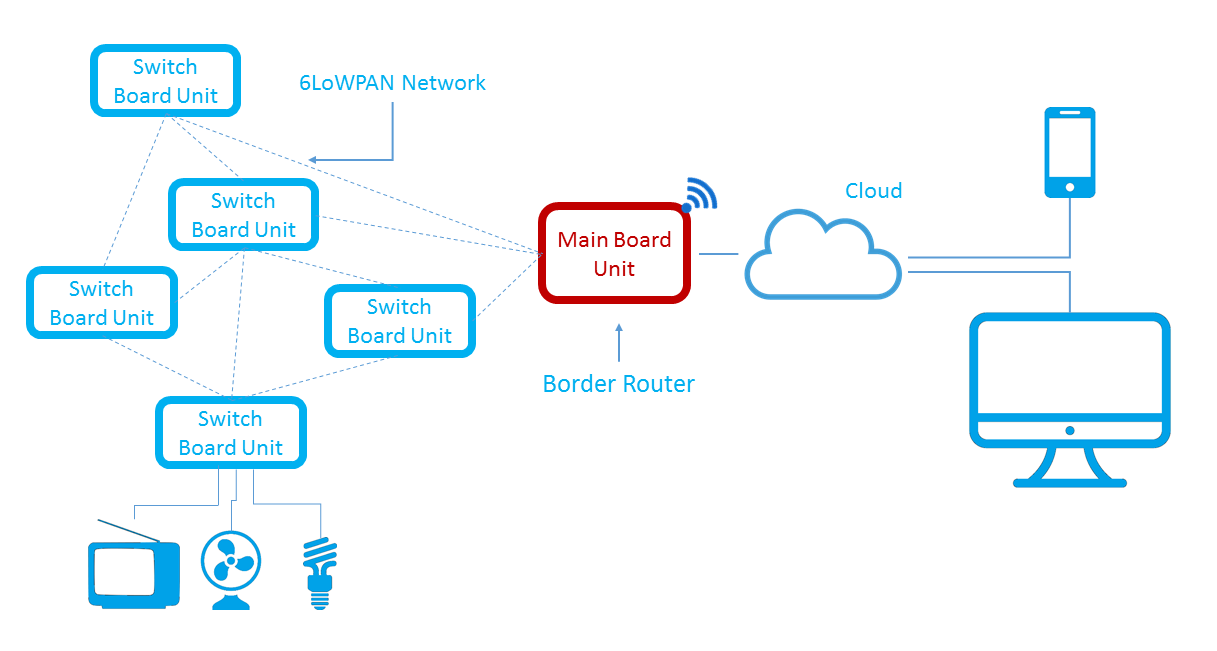 Switch
Board Unit
6LoWPAN Network
Switch
Board Unit
Cloud
Main Board
Unit
Switch
Board Unit
Switch
Board Unit
Border Router
Switch
Board Unit